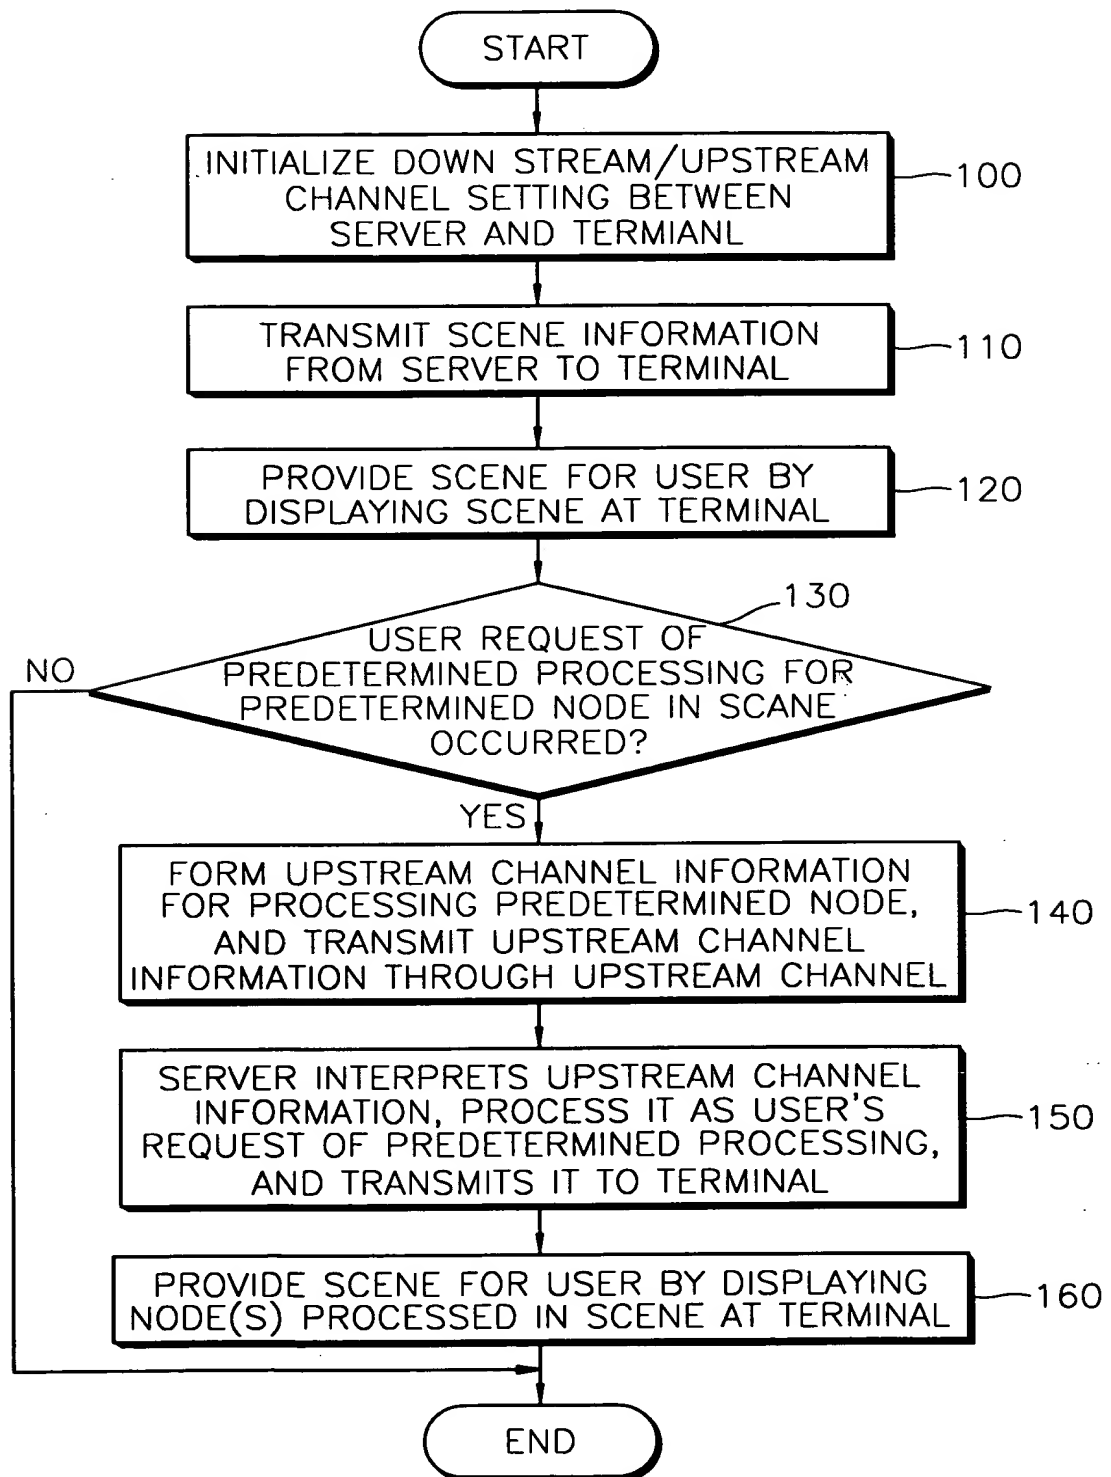 START
INITIALIZE DOWN STREAM/UPSTREAM
CHANNEL SETTING BETWEEN
SERVER AND TERMIANL
100
TRANSMIT SCENE INFORMATION
FROM SERVER TO TERMINAL
110
PROVIDE SCENE FOR USER BY
DISPLAYING SCENE AT TERMINAL
120
130
USER REQUEST OF
PREDETERMINED PROCESSING FOR
PREDETERMINED NODE IN SCANE
OCCURRED?
NO
YES
FORM UPSTREAM CHANNEL INFORMATION
FOR PROCESSING PREDETERMINED NODE,
AND TRANSMIT UPSTREAM CHANNEL
INFORMATION THROUGH UPSTREAM CHANNEL
140
SERVER INTERPRETS UPSTREAM CHANNEL
INFORMATION, PROCESS IT AS USER'S
REQUEST OF PREDETERMINED PROCESSING,
AND TRANSMITS IT TO TERMINAL
150
PROVIDE SCENE FOR USER BY DISPLAYING
NODE(S) PROCESSED IN SCENE AT TERMINAL
160
END